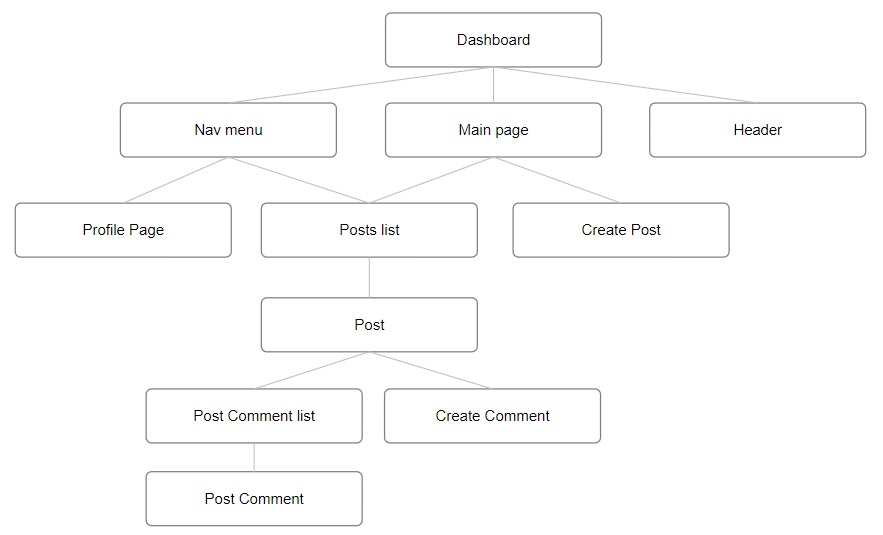 Dashboard
Nav menu
Main page
Header
Profile Page
Posts list
Create Post
Post
Post Comment list
Create Comment
Post Comment